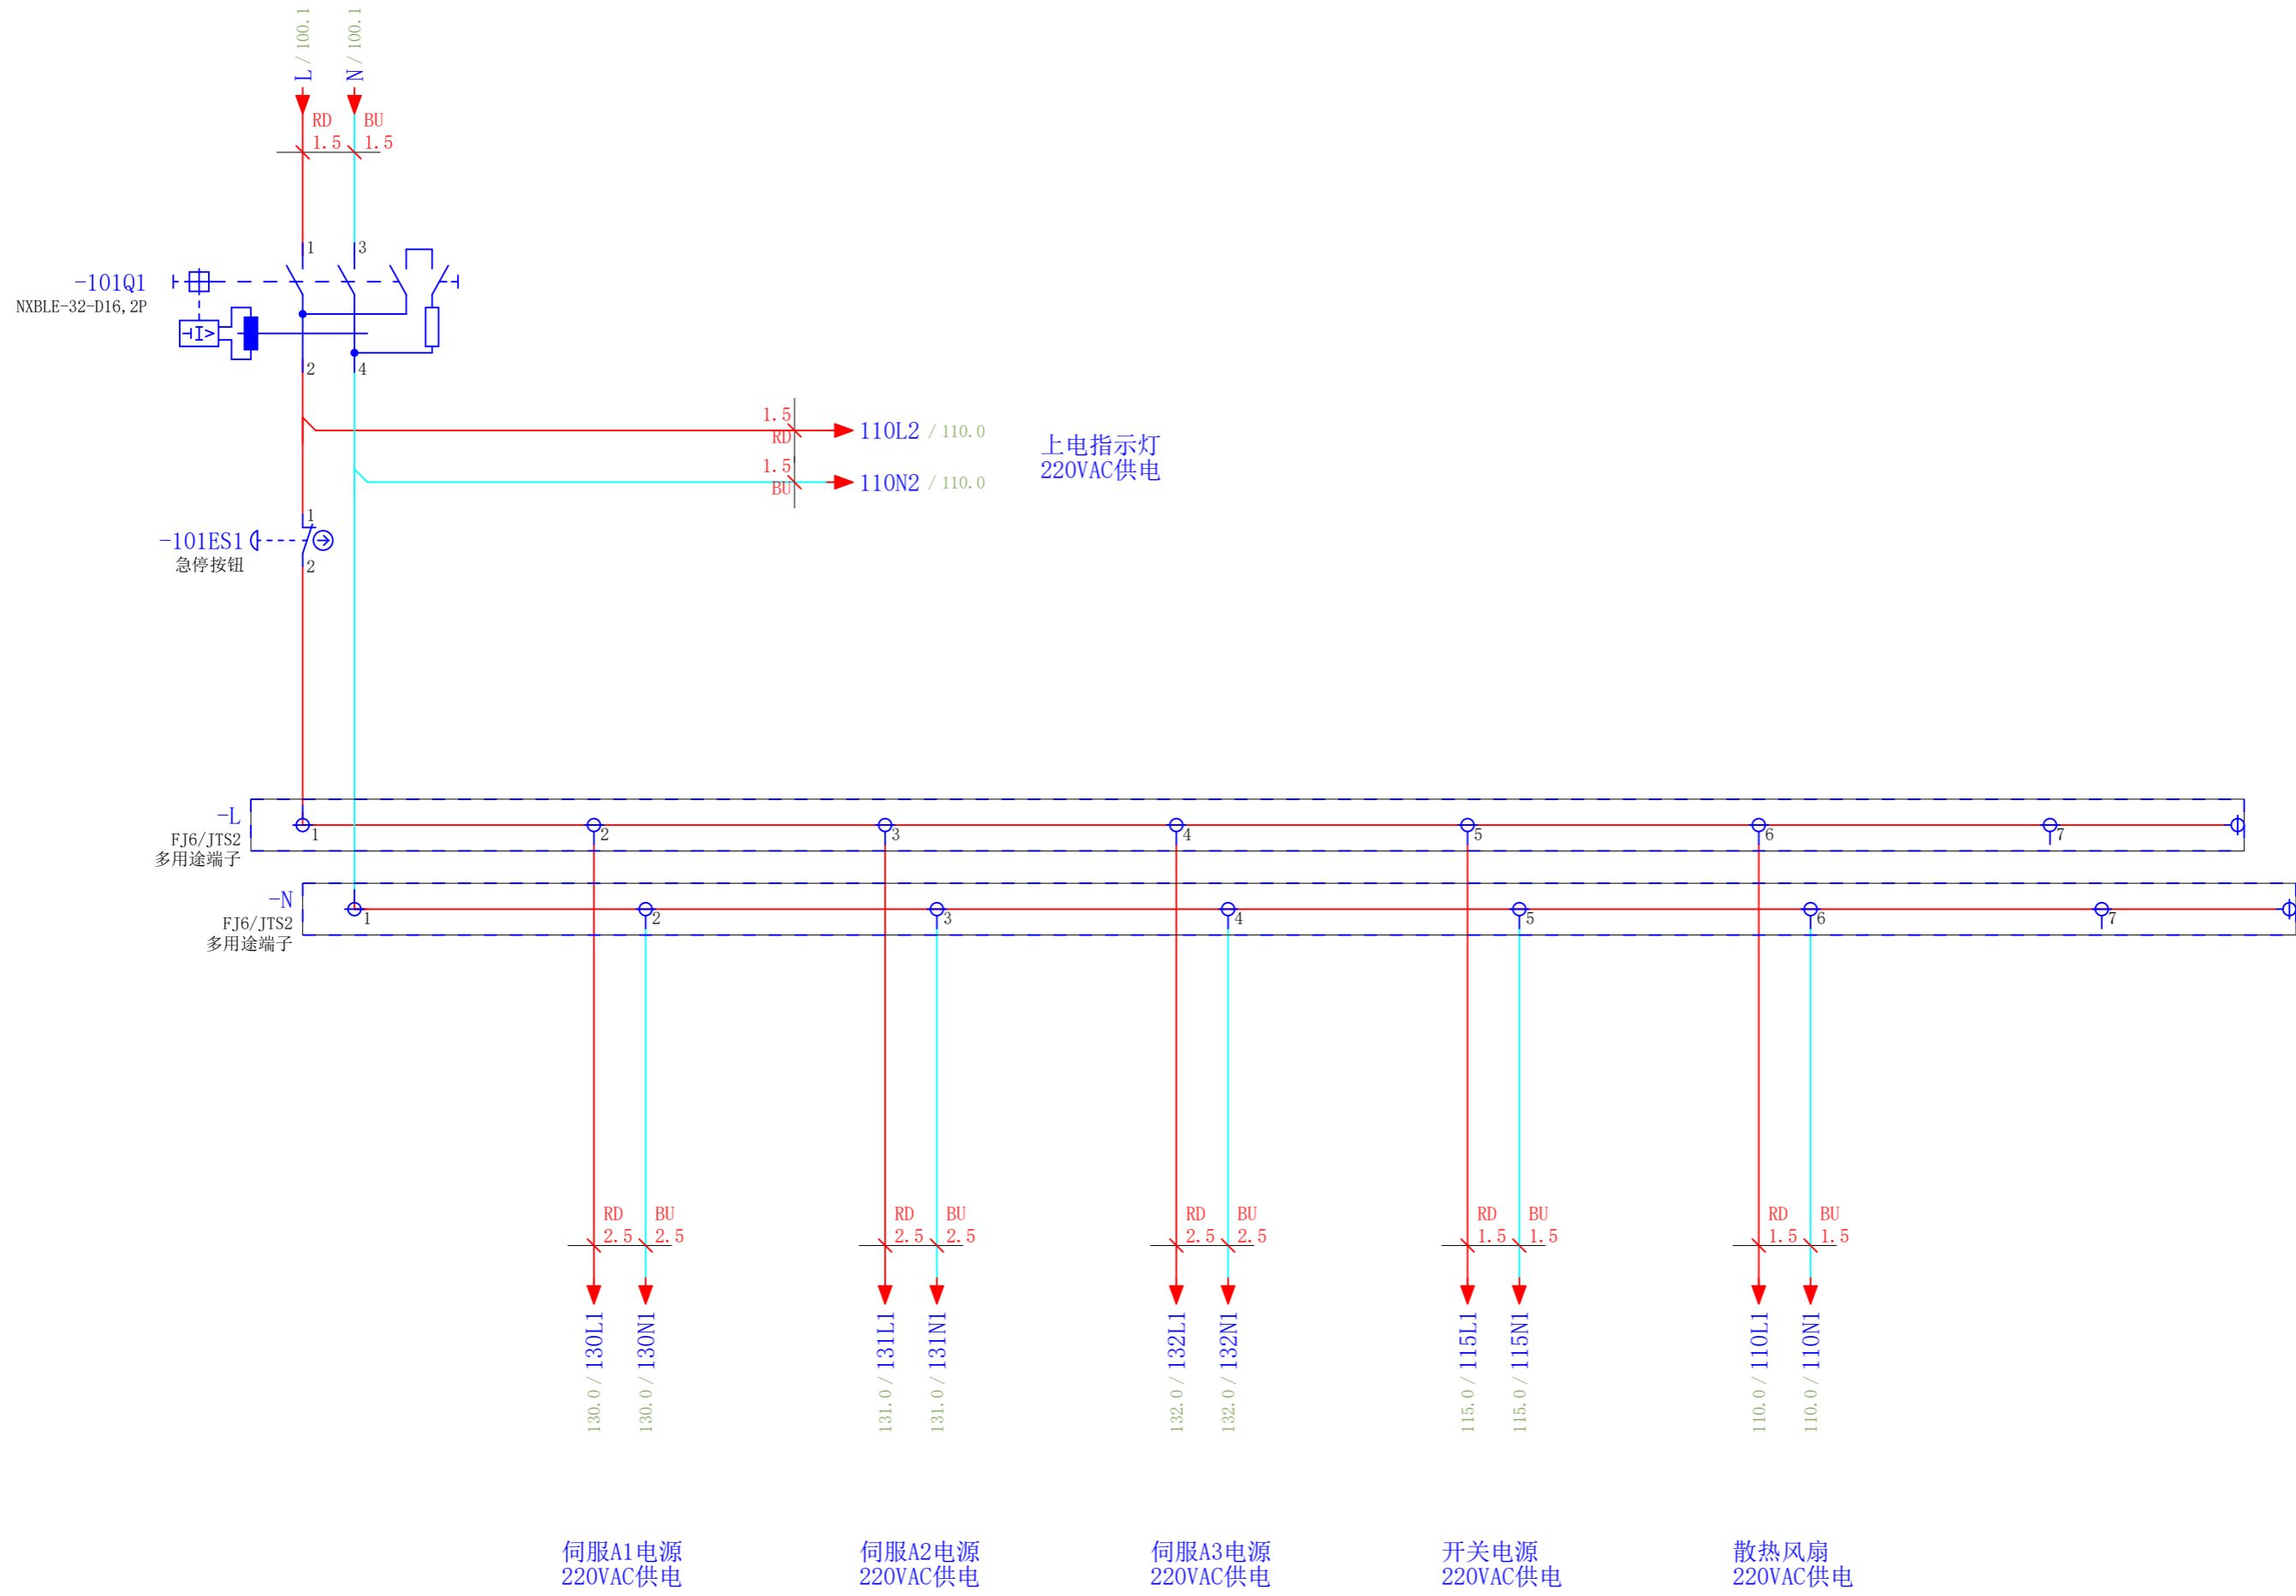 L / 100.1
N / 100.1
RD
1.5
BU
1.5
-101Q1
NXBLE-32-D16,2P
1
3
2
4
1.5
RD
110L2 / 110.0
1.5
BU
110N2 / 110.0
上电指示灯
220VAC供电
-101ES1
急停按钮
1
2
-L
FJ6/JTS2
多用途端子
1
2
3
4
5
6
7
-N
FJ6/JTS2
多用途端子
1
2
3
4
5
6
7
RD
2.5
BU
2.5
RD
2.5
BU
2.5
RD
2.5
BU
2.5
RD
1.5
BU
1.5
RD
1.5
BU
1.5
130.0 / 130L1
130.0 / 130N1
131.0 / 131L1
131.0 / 131N1
132.0 / 132L1
132.0 / 132N1
115.0 / 115L1
115.0 / 115N1
110.0 / 110L1
110.0 / 110N1
伺服A1电源
220VAC供电
伺服A2电源
220VAC供电
伺服A3电源
220VAC供电
开关电源
220VAC供电
散热风扇
220VAC供电